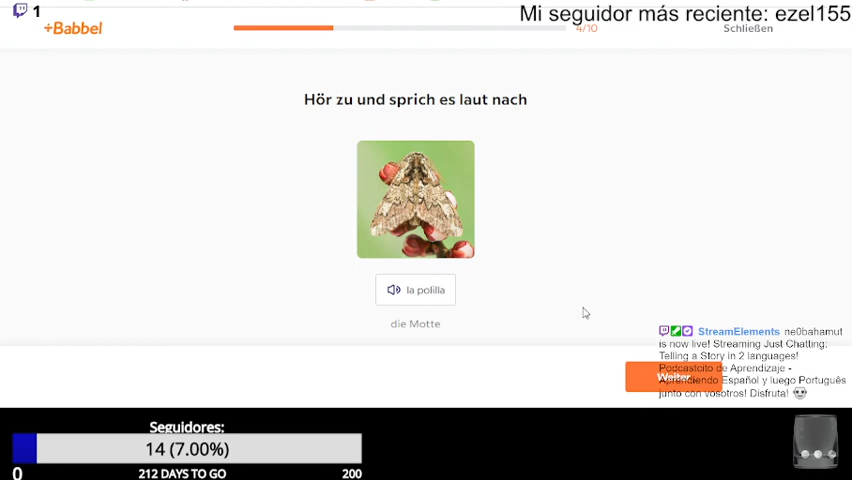 1
Mi seguidor más reciente: ezel155
+Babbel
4/10
Schließen
Hör zu und sprich es laut nach
la polilla
die Motte
Weiter
StreamElements ne0bahamut
is now live! Streaming Just Chatting:
Telling a Story in 2 languages!
Podcastcito de Aprendizaje -
Aprendiendo Español y luego Português
junto con vosotros! Disfruta!
Seguidores:
14 (7.00%)
0
212 DAYS TO GO
200